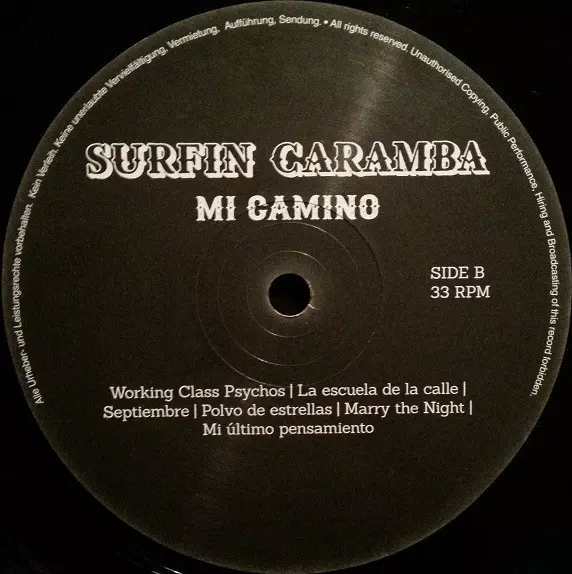 Alle Urheber- und Leistungsrechte vorbehalten. Kein Verleih. Keine unerlaubte Vervielfältigung, Vermietung, Aufführung, Sendung. • All rights reserved. Unauthorised Copying, Public Performance, Hiring and Broadcasting of this record forbidden.
SURFIN CARAMBA
MI CAMINO
SIDE B
33 RPM
Working Class Psychos | La escuela de la calle |
Septiembre | Polvo de estrellas | Marry the Night |
Mi último pensamiento